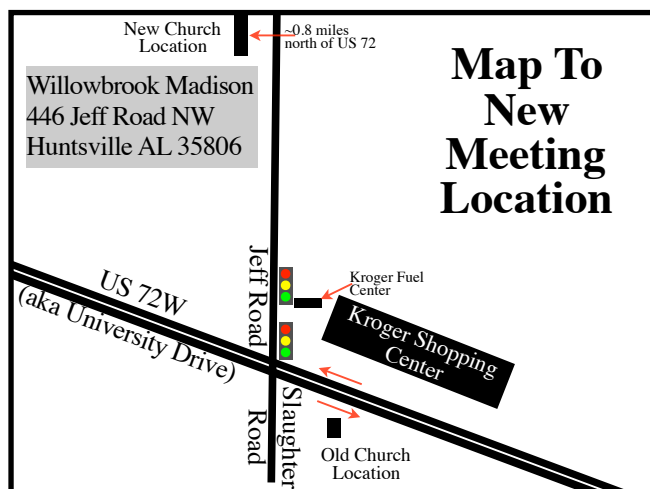 New Church
Location
~0.8 miles
north of US 72
Map To
New
Meeting
Location
Willowbrook Madison
446 Jeff Road NW
Huntsville AL 35806
Jeff Road
Kroger Fuel
Center
US 72W
(aka University Drive)
Kroger Shopping
Center
Slaughter
Road
Old Church
Location